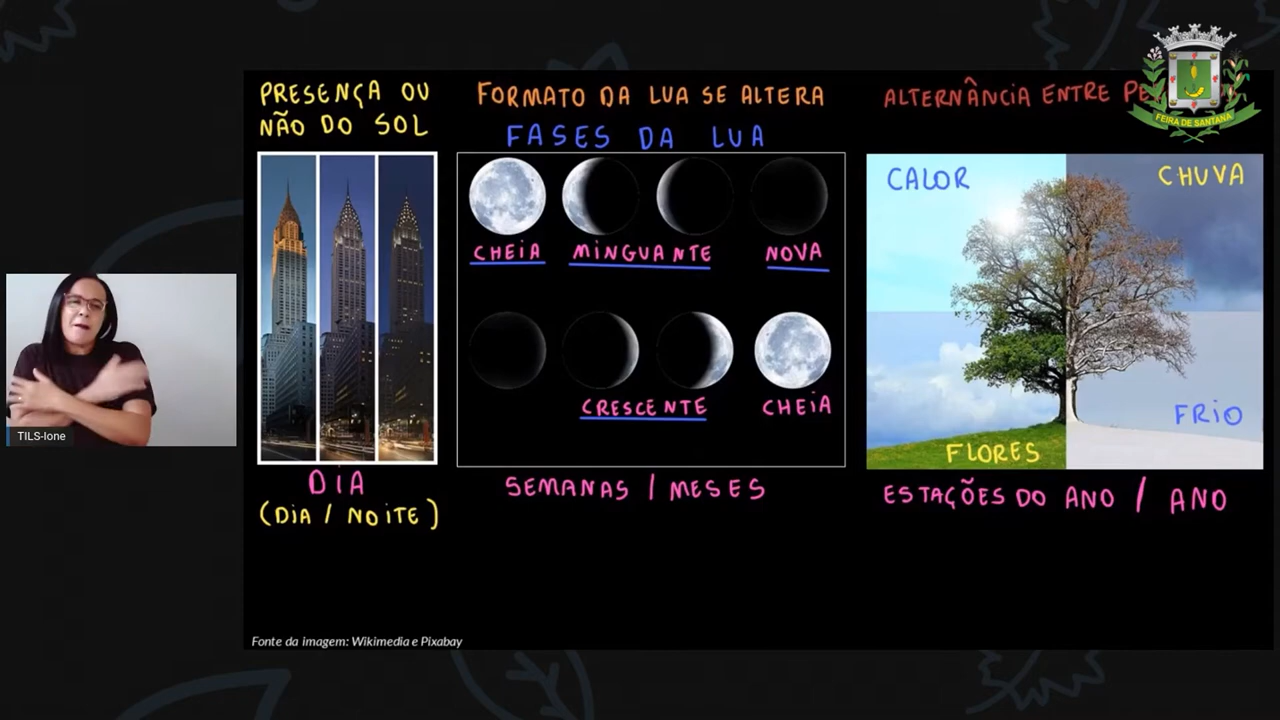 PRESENÇA OU
NÃO DO SOL
FORMATO DA LUA SE ALTERA
FASES DA LUA
ALTERNÂNCIA ENTRE
FEIRA DE SANTANA
CHEIA
MINGUANTE
NOVA
CRESCENTE
CHEIA
CALOR
CHUVA
FRIO
FLORES
TILS-Ione
DIA
(DIA / NOITE)
SEMANAS / MESES
ESTAÇÕES DO ANO / ANO
Fonte da imagem: Wikimedia e Pixabay